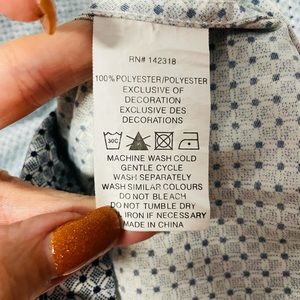 RN# 142318
100%POLYESTER/POLYESTER
EXCLUSIVE OF
DECORATION
EXCLUSIVE DES
DECORATIONS
30C
MACHINE WASH COLD
GENTLE CYCLE
WASH SEPARATELY
WASH SIMILAR COLOURS
DO NOT BLEACH
DO NOT TUMBLE DRY
IRON IF NECESSARY
MADE IN CHINA